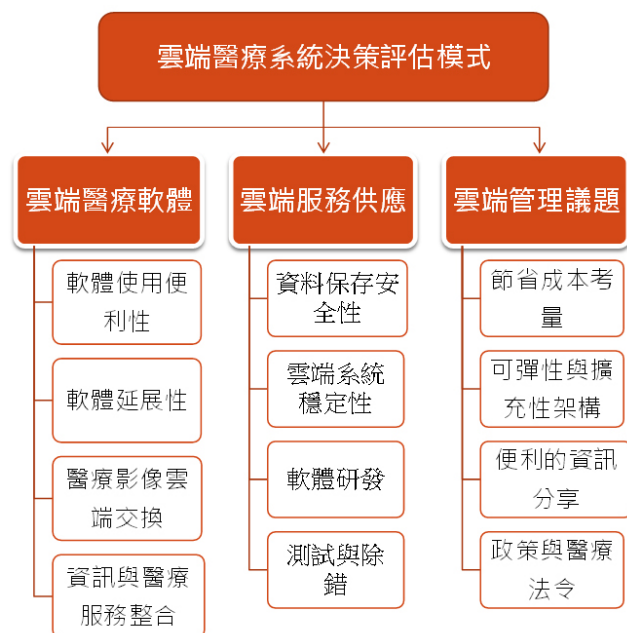 雲端醫療系統決策評估模式
雲端醫療軟體
軟體使用便
利性
軟體延展性
醫療影像雲
端交換
資訊與醫療
服務整合
雲端服務供應
資料保存安
全性
雲端系統
穩定性
軟體研發
測試與除
錯
雲端管理議題
節省成本考
量
可彈性與擴
充性架構
便利的資訊
分享
政策與醫療
法令